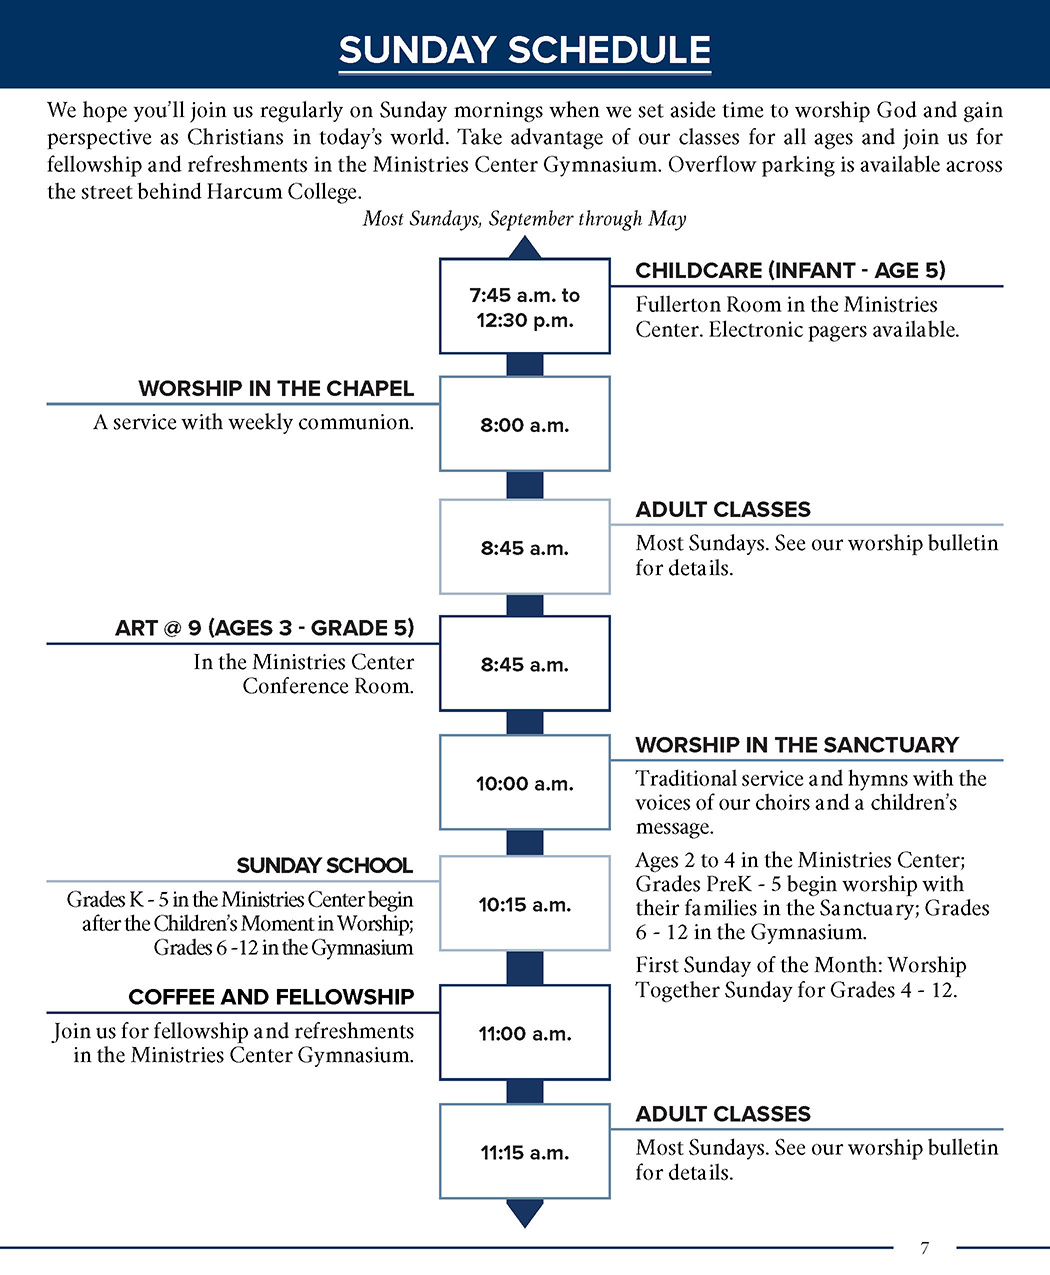 SUNDAY SCHEDULE
We hope you’ll join us regularly on Sunday mornings when we set aside time to worship God and gain
perspective as Christians in today’s world. Take advantage of our classes for all ages and join us for
fellowship and refreshments in the Ministries Center Gymnasium. Overflow parking is available across
the street behind Harcum College.
Most Sundays, September through May
7:45 a.m. to
12:30 p.m.
CHILDCARE (INFANT - AGE 5)
Fullerton Room in the Ministries
Center. Electronic pagers available.
WORSHIP IN THE CHAPEL
A service with weekly communion.
8:00 a.m.
8:45 a.m.
ADULT CLASSES
Most Sundays. See our worship bulletin
for details.
ART @ 9 (AGES 3 - GRADE 5)
In the Ministries Center
Conference Room.
8:45 a.m.
10:00 a.m.
WORSHIP IN THE SANCTUARY
Traditional service and hymns with the
voices of our choirs and a children’s
message.
Ages 2 to 4 in the Ministries Center;
Grades PreK - 5 begin worship with
their families in the Sanctuary; Grades
6 - 12 in the Gymnasium.
First Sunday of the Month: Worship
Together Sunday for Grades 4 - 12.
SUNDAY SCHOOL
Grades K - 5 in the Ministries Center begin
after the Children’s Moment in Worship;
Grades 6 -12 in the Gymnasium
10:15 a.m.
COFFEE AND FELLOWSHIP
Join us for fellowship and refreshments
in the Ministries Center Gymnasium.
11:00 a.m.
11:15 a.m.
ADULT CLASSES
Most Sundays. See our worship bulletin
for details.
7